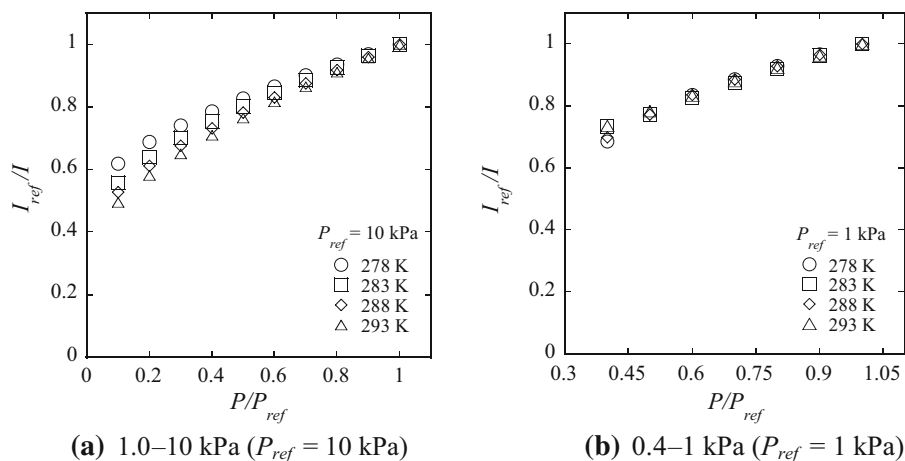 1
0.8
0.6
0.4
0.2
0
I_ref/I
P_ref = 10 kPa
278 K
283 K
288 K
293 K
0 0.2 0.4 0.6 0.8 1
P/P_ref
(a) 1.0–10 kPa (P_ref = 10 kPa)
1
0.8
0.6
0.4
0.2
0
I_ref/I
P_ref = 1 kPa
278 K
283 K
288 K
293 K
0.3 0.45 0.6 0.75 0.9 1.05
P/P_ref
(b) 0.4–1 kPa (P_ref = 1 kPa)